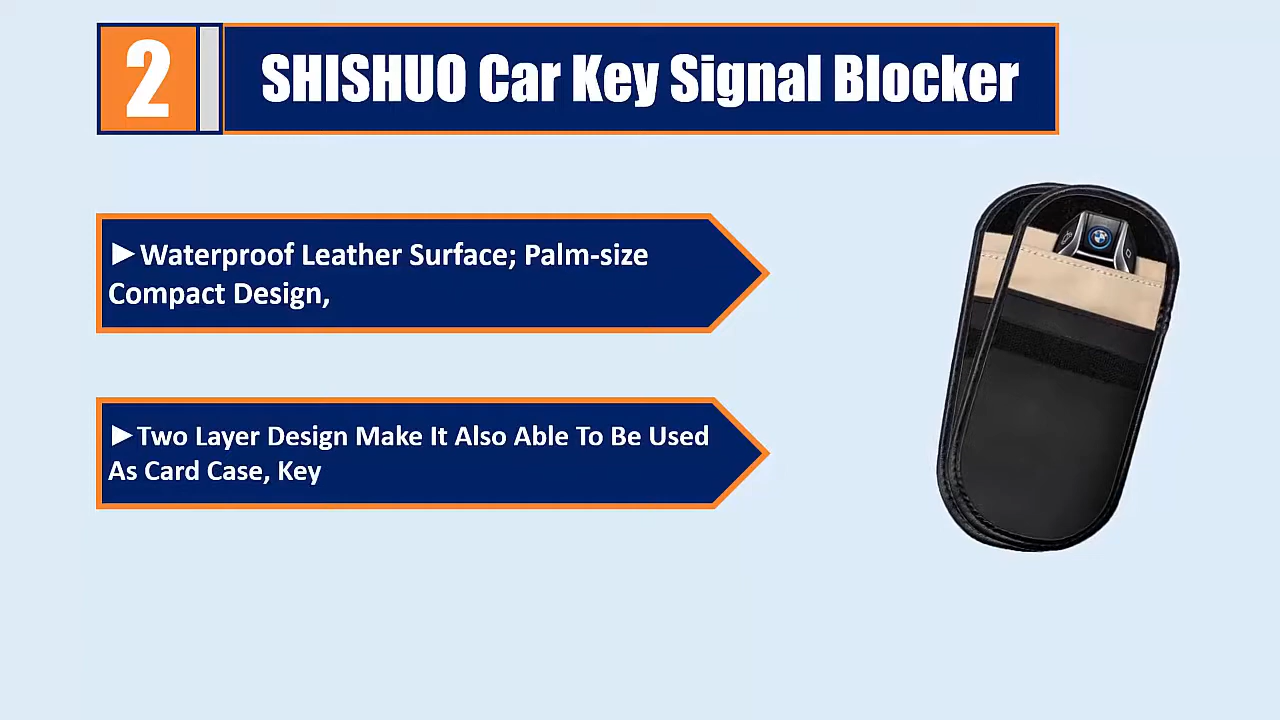 2
SHISHUO Car Key Signal Blocker
►Waterproof Leather Surface; Palm-size
Compact Design,
►Two Layer Design Make It Also Able To Be Used
As Card Case, Key